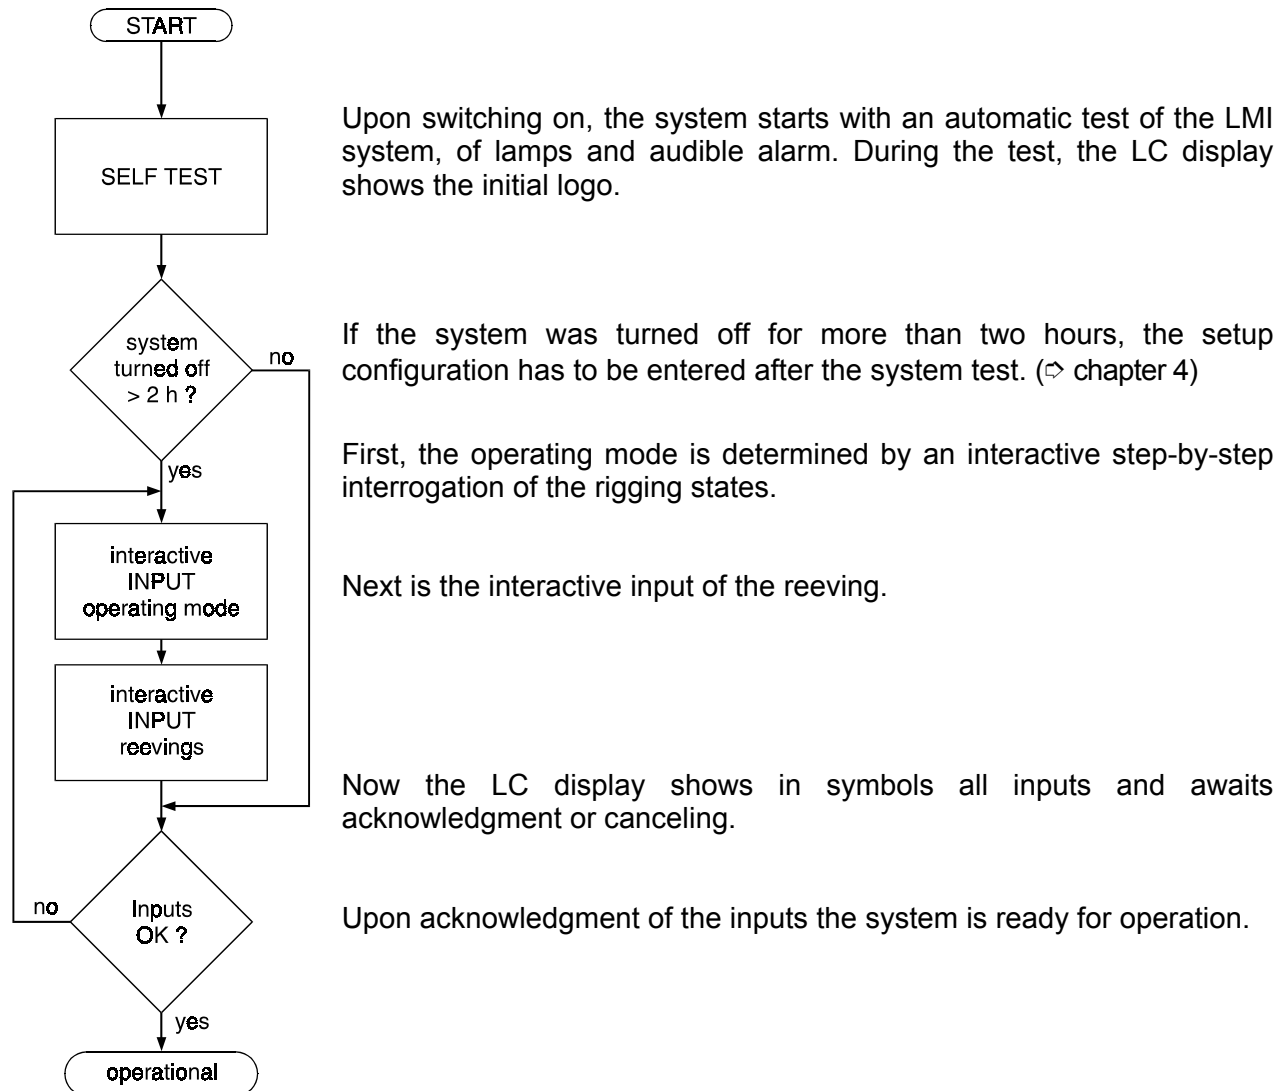 START
SELF TEST
Upon switching on, the system starts with an automatic test of the LMI
system, of lamps and audible alarm. During the test, the LC display
shows the initial logo.
system
turned off
> 2 h ?
no
yes
If the system was turned off for more than two hours, the setup
configuration has to be entered after the system test. (➪ chapter 4)
First, the operating mode is determined by an interactive step-by-step
interrogation of the rigging states.
interactive
INPUT
operating mode
Next is the interactive input of the reeving.
interactive
INPUT
reevings
Now the LC display shows in symbols all inputs and awaits
acknowledgment or canceling.
no
Inputs
OK ?
yes
Upon acknowledgment of the inputs the system is ready for operation.
operational